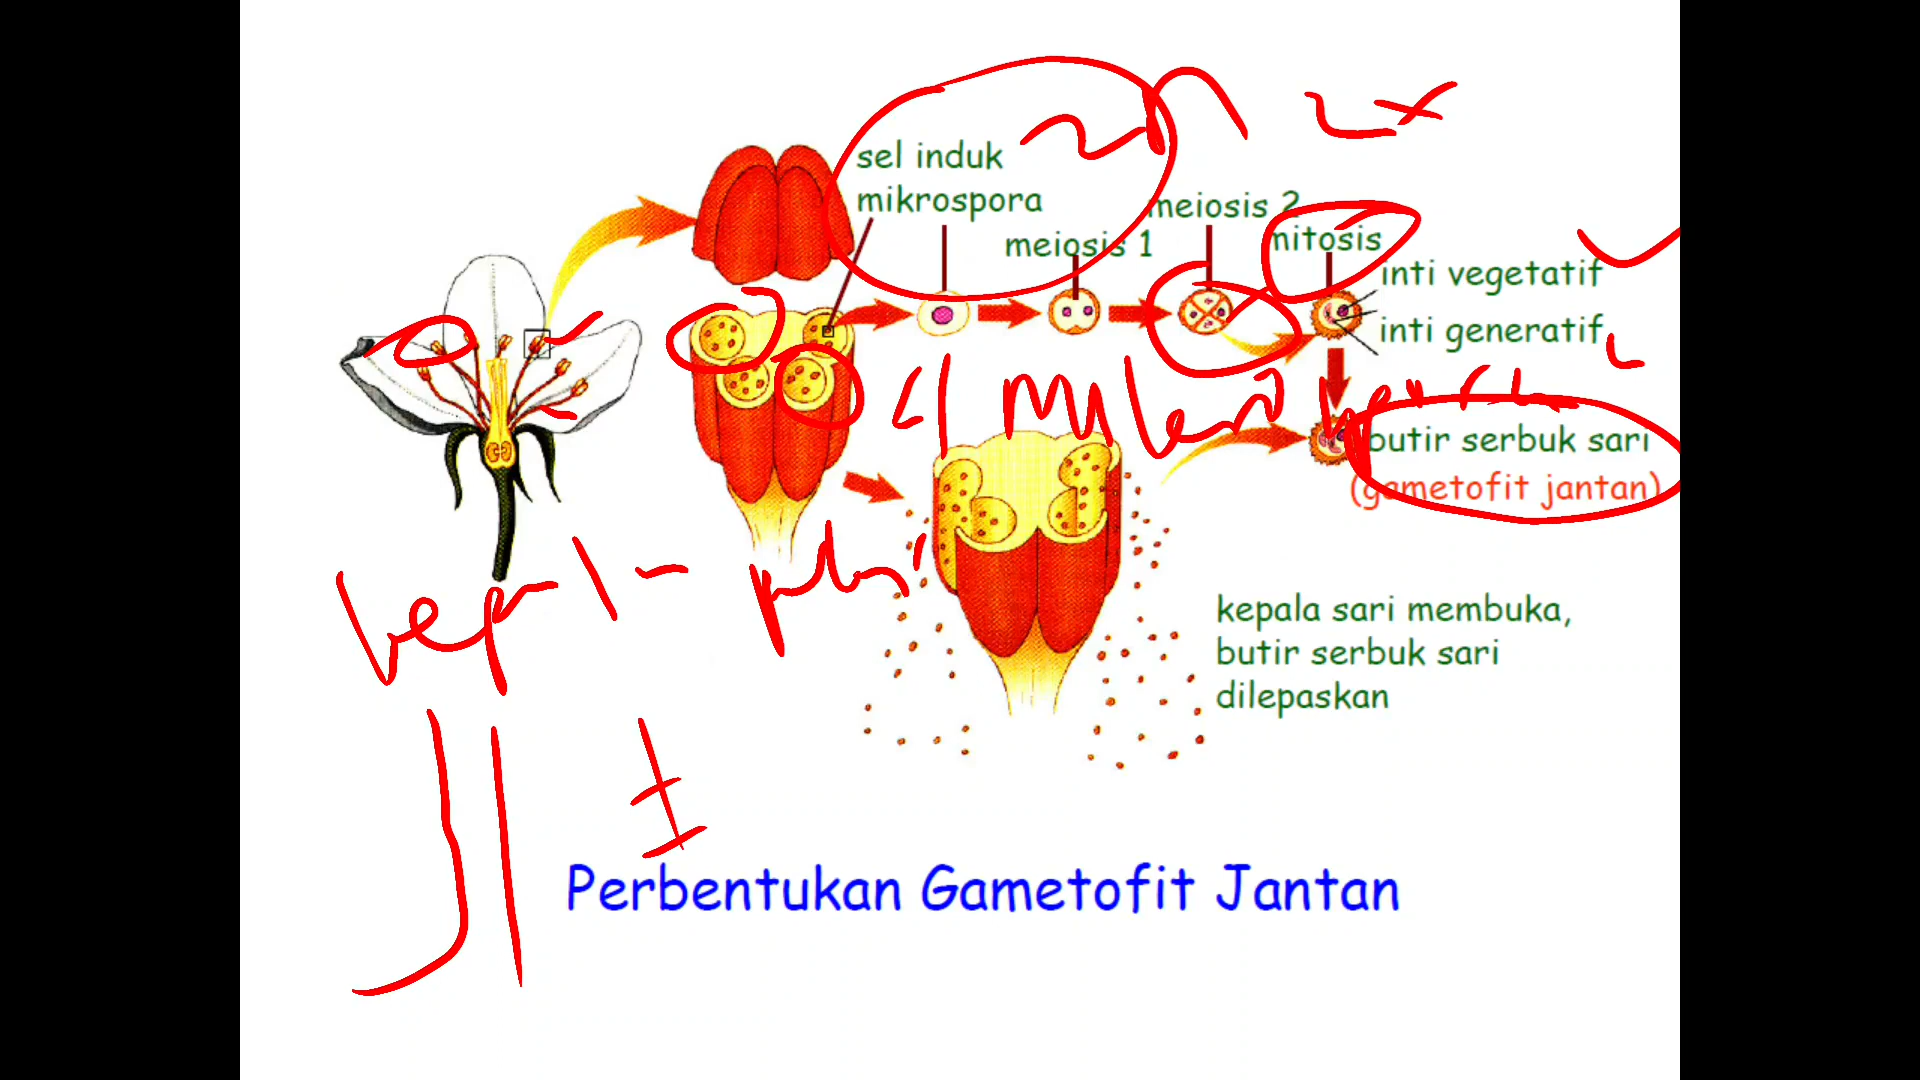 sel induk
mikrospora
2n 2x
meiosis 1
meiosis 2
mitosis
inti vegetatif
inti generatif
butir serbuk sari
(gametofit jantan)
kepala sari membuka,
butir serbuk sari
dilepaskan
Perbentukan Gametofit Jantan